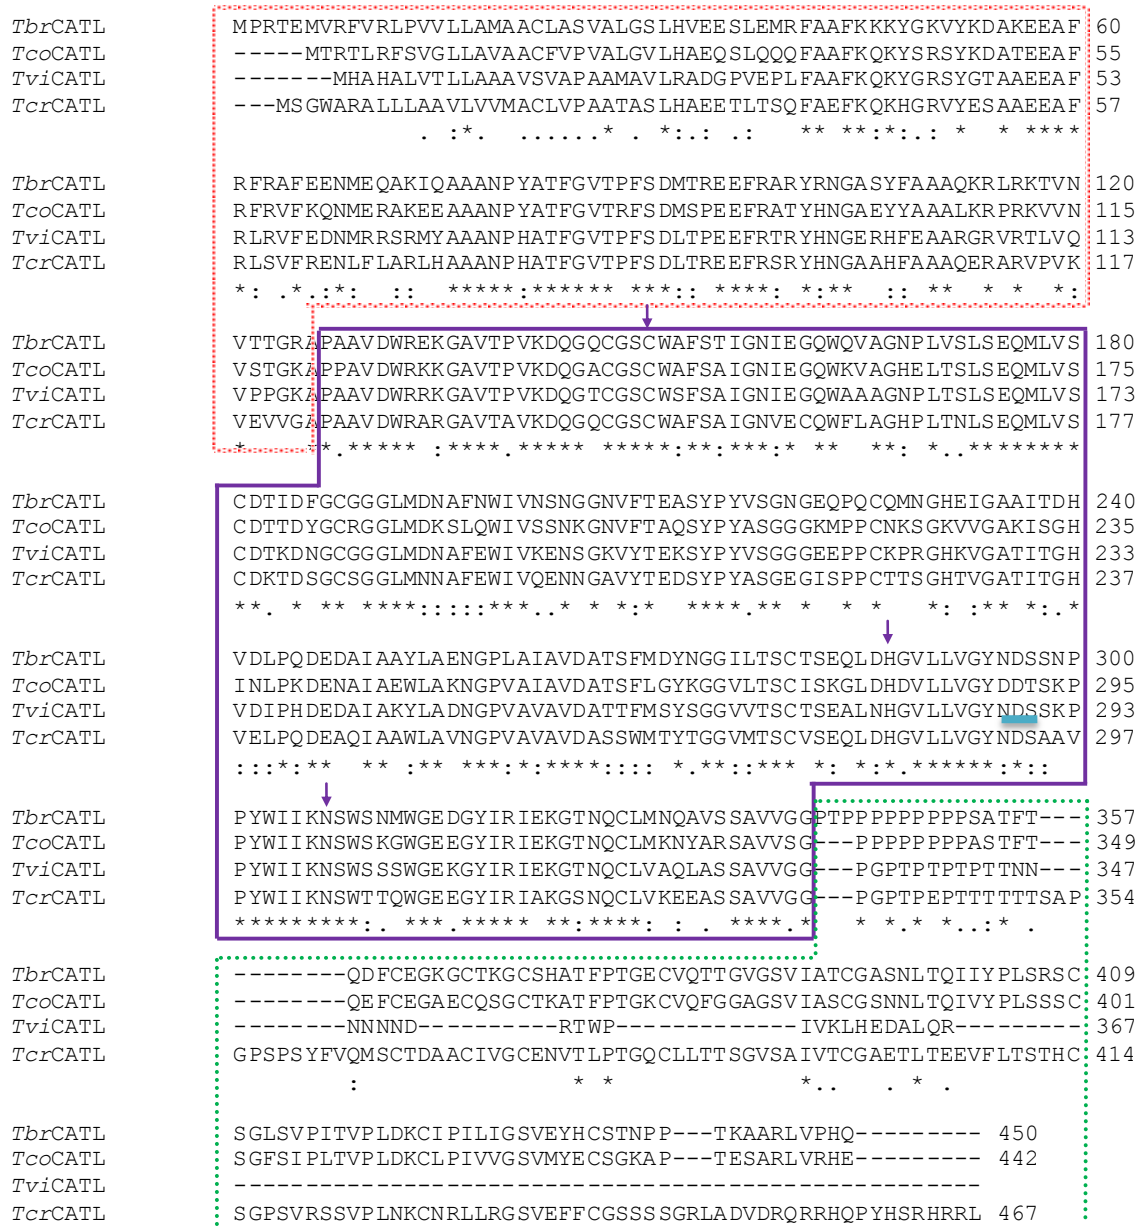 TbrCATL MPRTEMVRFVRLPVVLLAMAACLASVALGSLHVEESLEMRFAAFKKKYGKVYKDAKEEAF 60
TcoCATL -----MTRTLRFSVGLLAVAACFVPVALGVLHAEQSLQQQFAAFKQKYSRSYKDATEEAF 55
TviCATL -------MHAHALVTLLAAVSVAPAAMAVLRADGPVEPLFAAFKQKYGRSYGTAAEEAF 53
TcrCATL ---MSGWARALLLAAVLVVMACLVPAATASLHAEETLTSQFAEFKQKHGRVYESAAEEAF 57
. :*. ......* . *:.: .: ** **:*:.: * * ****
TbrCATL RFRAFEENMEQAKIQAAANPYATFGVTPFSDMTREEFRARYRNGASYFAAAQKRLRKTVN 120
TcoCATL RFRVFKQNMERAKEEAAANPYATFGVTRFSDMSPEEFRATYHNGAEYYAAALKRPRKVVN 115
TviCATL RLRVFEDNMRRSRMYAAANPHATFGVTPFSDLTPEEFRTRYHNGERHFEAARGRVRTLVQ 113
TcrCATL RLSVFRENLFLARLHAAANPHATFGVTPFSDLTREEFRSRYHNGAAHFAAAQERARVPVK 117
*: .*.:*: :: *****:****** ***:: ****: *:** :: ** * * *:
TbrCATL VTTGRAPAAVDWREKGAVTPVKDQGQCGSCWAFSTIGNIEGQWQVAGNPLVSLSEQMLVS 180
TcoCATL VSTGKAPPAVDWRKKGAVTPVKDQGACGSCWAFSAIGNIEGQWKVAGHELTSLSEQMLVS 175
TviCATL VPPGKAPAAVDWRRKGAVTPVKDQGTCGSCWSFSAIGNIEGQWAAAGNPLTSLSEQMLVS 173
TcrCATL VEVVGAPAAVDWRARGAVTAVKDQGQCGSCWAFSAIGNVECQWFLAGHPLTNLSEQMLVS 177
* **.***** :****.***** *****:**:***:* ** **: *..********
TbrCATL CDTIDFGCGGGLMDNAFNWIVNSNGGNVFTEASYPYVSGNGEQPQCQMNGHEIGAAITDH 240
TcoCATL CDTTDYGCRGGLMDKSLQWIVSSNKGNVFTAQSYPYASGGGKMPPCNKSGKVVGAKISGH 235
TviCATL CDTKDNGCGGGLMDNAFEWIVKENSGKVYTEKSYPYVSGGGEEPPCKPRGHKVGATITGH 233
TcrCATL CDKTDSGCSGGLMNNAFEWIVQENNGAVYTEDSYPYASGEGISPPCTTSGHTVGATITGH 237
**. * ** ****:::::***..* * *:* ****.** * * * *: :** *:.*
TbrCATL VDLPQDEDAIAAYLAENGPLAIAVDATSFMDYNGGILTSCTSEQLDHGVLLVGYNDSSNP 300
TcoCATL INLPKDENAIAEWLAKNGPVAIAVDATSFLGYKGGVLTSCISKGLDHDVLLVGYDDTSKP 295
TviCATL VDIPHDEDAIAKYLADNGPVAVAVDATTFMSYSGGVVTSCTSEALNHGVLLVGYNDSSKP 293
TcrCATL VELPQDEAQIAAWLAVNGPVAVAVDASSWMTYTGGVMTSCVSEQLDHGVLLVGYNDSAAV 297
:::*:** ** :** ***:*:****:::: *.**::*** *: *:*.******:*::
TbrCATL PYWIIKNSWSNMWGEDGYIRIEKGTNQCLMNQAVSSAVVGGPTPPPPPPPPPSATFT--- 357
TcoCATL PYWIIKNSWSKGWGEEGYIRIEKGTNQCLMKNYARSAVVSG---PPPPPPPPASTFT--- 349
TviCATL PYWIIKNSWSSSWGEKGYIRIEKGTNQCLVAQLASSAVVGG---PGPTPTPTPTTNN--- 347
TcrCATL PYWIIKNSWTTQWGEEGYIRIAKGSNQCLVKEEASSAVVGG---PGPTPEPTTTTTTSAP 354
*********:. ***.***** **:****: : . ****.* * *.* *..:* .
TbrCATL --------QDFCEGKGCTKGCSHATFPTGECVQTTGVGSVIATCGASNLTQIIYPLSRSC 409
TcoCATL --------QEFCEGAECQSGCTKATFPTGKCVQFGGAGSVIASCGSNNLTQIVYPLSSSC 401
TviCATL --------NNNND----------RTWP-------------IVKLHEDALQR--------- 367
TcrCATL GPSPSYFVQMSCTDAACIVGCENVTLPTGQCLLTTSGVSAIVTCGAETLTEEVFLTSTHC 414
: * * *.. . * .
TbrCATL SGLSVPITVPLDKCIPILIGSVEYHCSTNPP---TKAARLVPHQ--------- 450
TcoCATL SGFSIPLTVPLDKCLPIVVGSVMYECSGKAP---TESARLVRHE--------- 442
TviCATL -----------------------------------------------------
TcrCATL SGPSVRSSVPLNKCNRLLRGSVEFFCGSSSSGRLADVDRQRRHQPYHSRHRRL 467